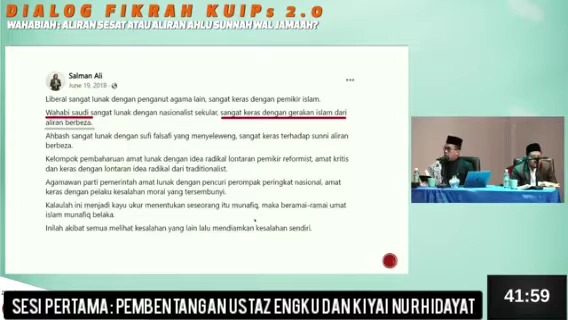 DIALOG FIKRAH KUIPs 2.0
WAHABIAH : ALIRAN SESAT ATAU ALIRAN AHLU SUNNAH WAL JAMAAH?
Salman Ali
June 19, 2018 ·
Liberal sangat lunak dengan penganut agama lain, sangat keras dengan pemikir islam.
Wahabi saudi sangat lunak dengan nasionalist sekular, sangat keras dengan gerakan islam dari
aliran berbeza.
Ahbash sangat lunak dengan sufi falsafi yang menyeleweng, sangat keras terhadap sunni aliran
berbeza.
Kelompok pembaharuan amat lunak dengan idea radikal lontaran pemikir reformist, amat kritis
dan keras dengan idea radikal dari traditionalist.
Agamawan parti pemerintah amat lunak dengan pencuri perompak peringkat nasional, amat
keras dengan pelaku kesalahan moral yang tersembunyi.
Kalaulah ini menjadi kayu ukur menentukan seseorang itu munafiq, maka beramai-ramai umat
islam munafiq belaka.
Inilah akibat semua melihat kesalahan yang lain lalu mendiamkan kesalahan sendiri.
SESI PERTAMA : PEMBENTANGAN USTAZ ENGKU DAN KIYAI NURHIDAYAT
41:59